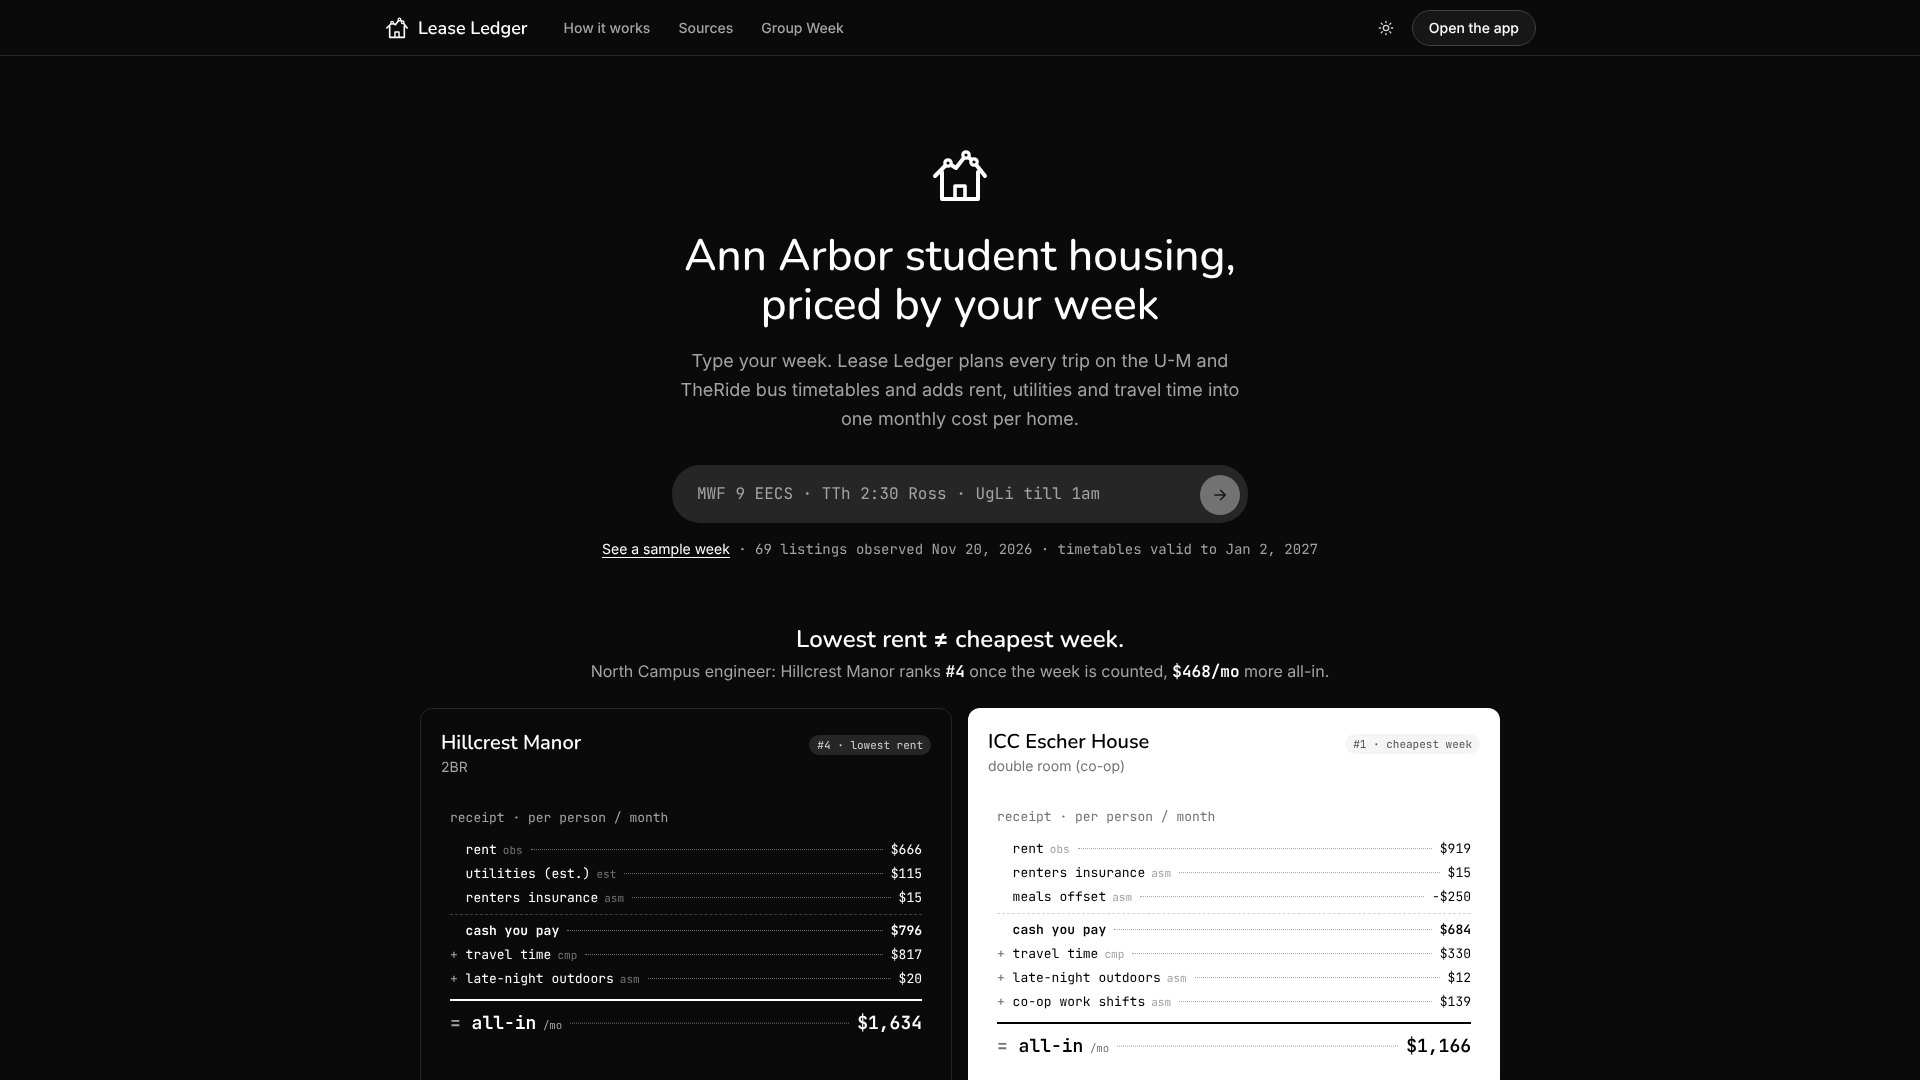 Lease Ledger
How it works
Sources
Group Week
Open the app
Ann Arbor student housing,
priced by your week
Type your week. Lease Ledger plans every trip on the U-M and
TheRide bus timetables and adds rent, utilities and travel time into
one monthly cost per home.
MWF 9 EECS · TTh 2:30 Ross · UgLi till 1am
See a sample week · 69 listings observed Nov 20, 2026 · timetables valid to Jan 2, 2027
Lowest rent ≠ cheapest week.
North Campus engineer: Hillcrest Manor ranks #4 once the week is counted, $468/mo more all-in.
Hillcrest Manor
#4 · lowest rent
2BR
receipt · per person / month
rent obs $666
utilities (est.) est $115
renters insurance asm $15
cash you pay $796
+ travel time cmp $817
+ late-night outdoors asm $20
= all-in /mo $1,634
ICC Escher House
#1 · cheapest week
double room (co-op)
receipt · per person / month
rent obs $919
renters insurance asm $15
meals offset asm -$250
cash you pay $684
+ travel time cmp $330
+ late-night outdoors asm $12
+ co-op work shifts asm $139
= all-in /mo $1,166